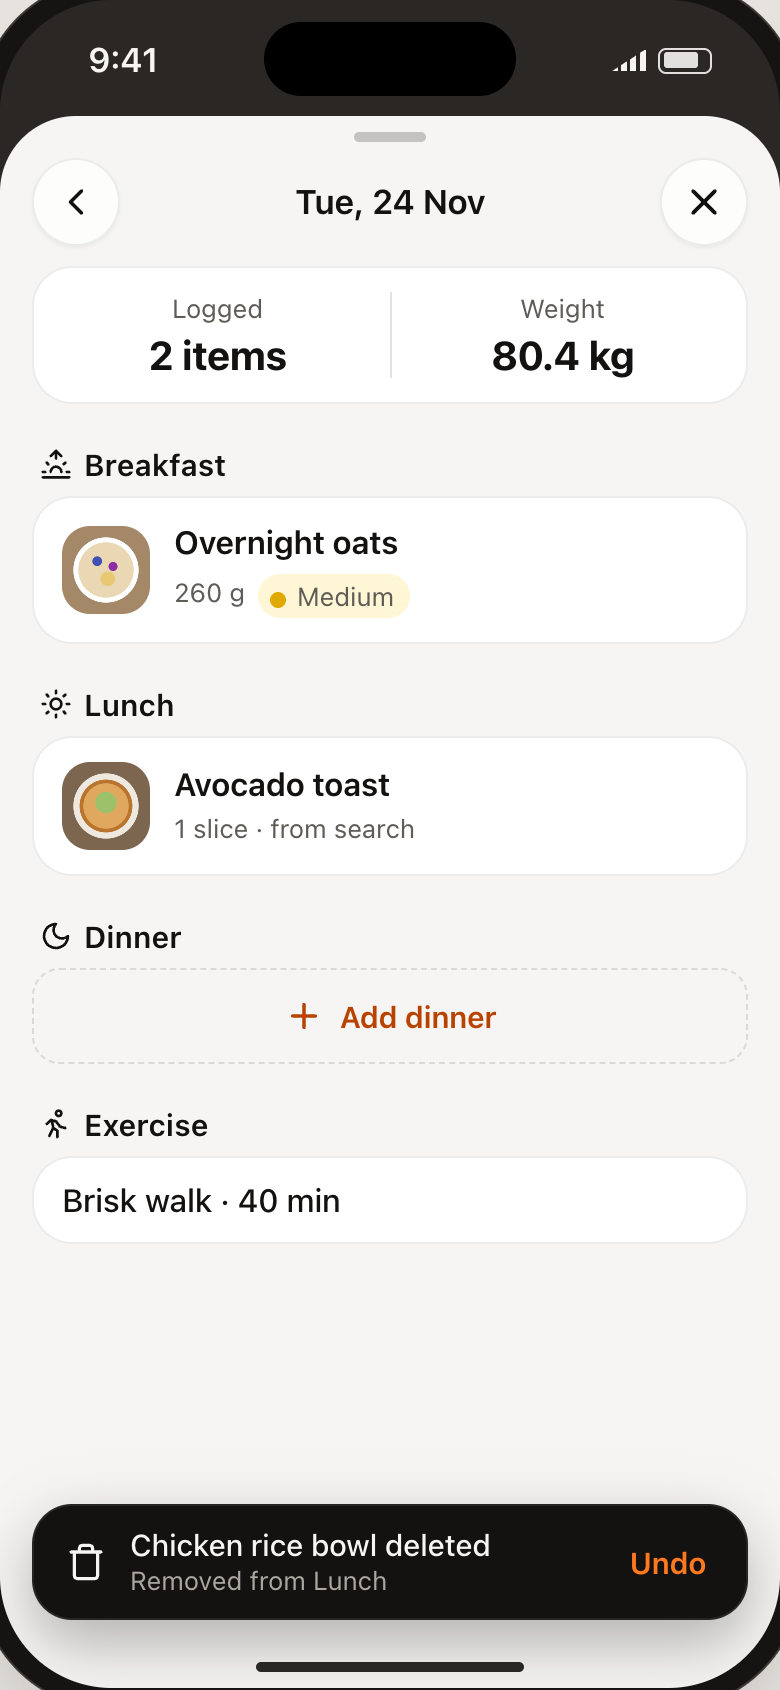 9:41
Tue, 24 Nov
Logged
2 items
Weight
80.4 kg
Breakfast
Overnight oats
260 g Medium
Lunch
Avocado toast
1 slice · from search
Dinner
Add dinner
Exercise
Brisk walk · 40 min
Chicken rice bowl deleted
Removed from Lunch
Undo